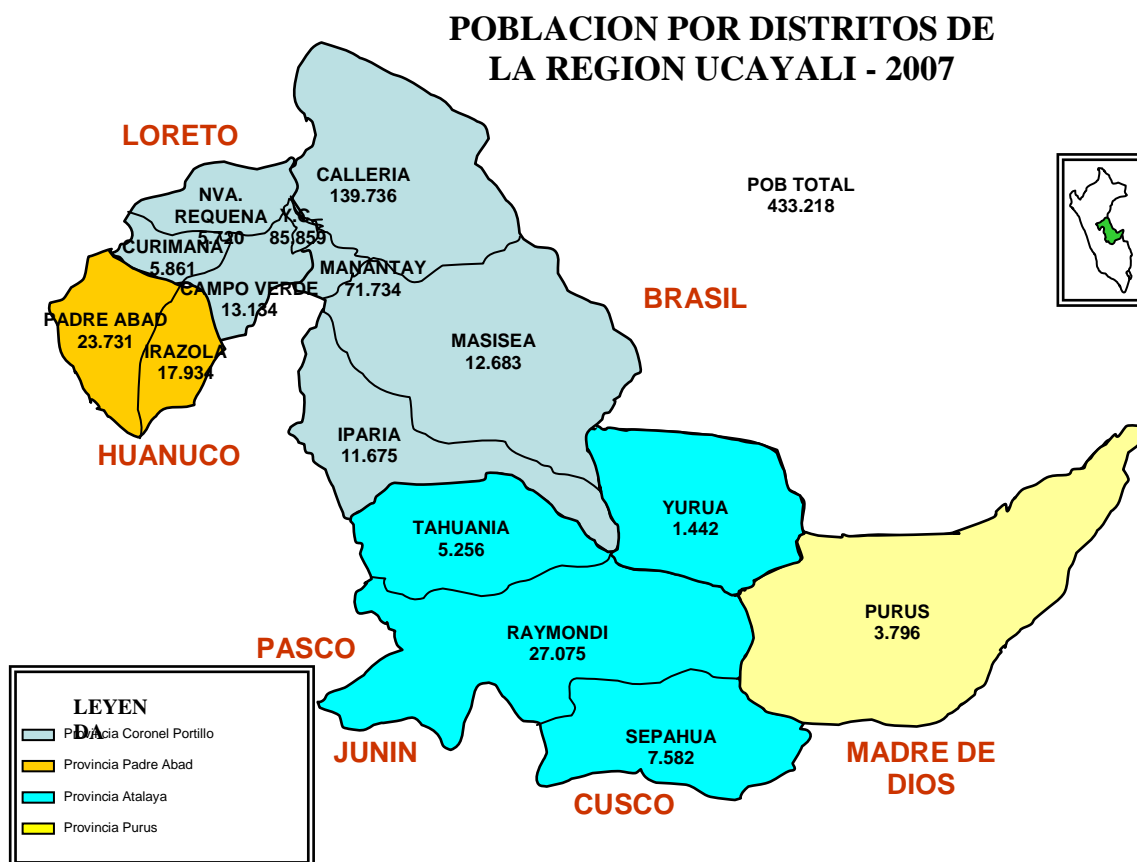 POBLACION POR DISTRITOS DE
LA REGION UCAYALI - 2007
LORETO
CALLERIA
139.736
POB TOTAL
433.218
NVA.
REQUENA
5.720
Y.C.
85.859
CURIMANA
5.861
MANANTAY
71.734
CAMPO VERDE
13.134
BRASIL
PADRE ABAD
23.731
IRAZOLA
17.934
MASISEA
12.683
HUANUCO
IPARIA
11.675
YURUA
1.442
TAHUANIA
5.256
PURUS
3.796
RAYMONDI
27.075
PASCO
SEPAHUA
7.582
JUNIN
CUSCO
MADRE DE
DIOS
LEYEN
DA
Provincia Coronel Portillo
Provincia Padre Abad
Provincia Atalaya
Provincia Purus